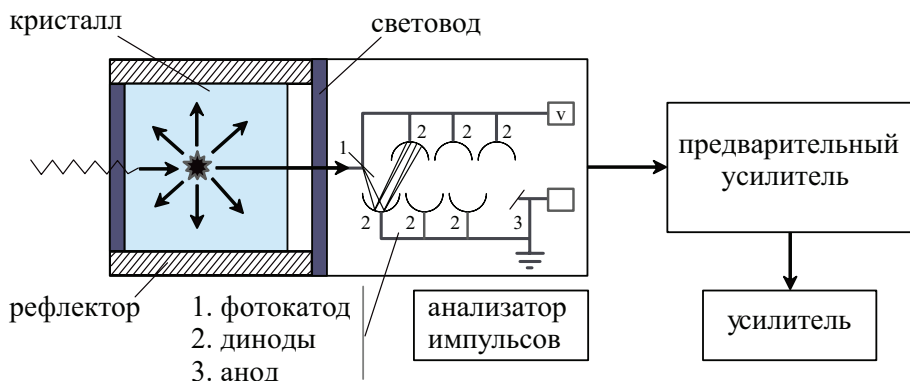 кристалл
световод
v
2
2
2
1
предварительный
усилитель
2
2
2
3
рефлектор
1. фотокатод
2. диноды
3. анод
анализатор
импульсов
усилитель